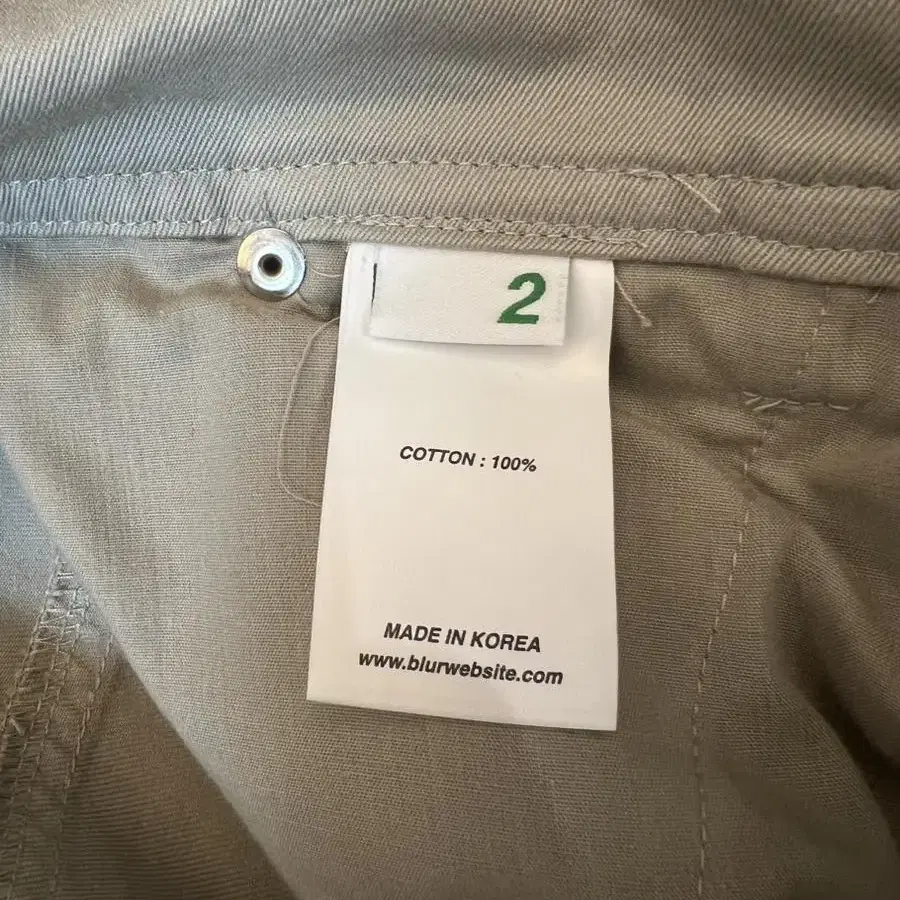 2
COTTON : 100%
MADE IN KOREA
www.blurwebsite.com